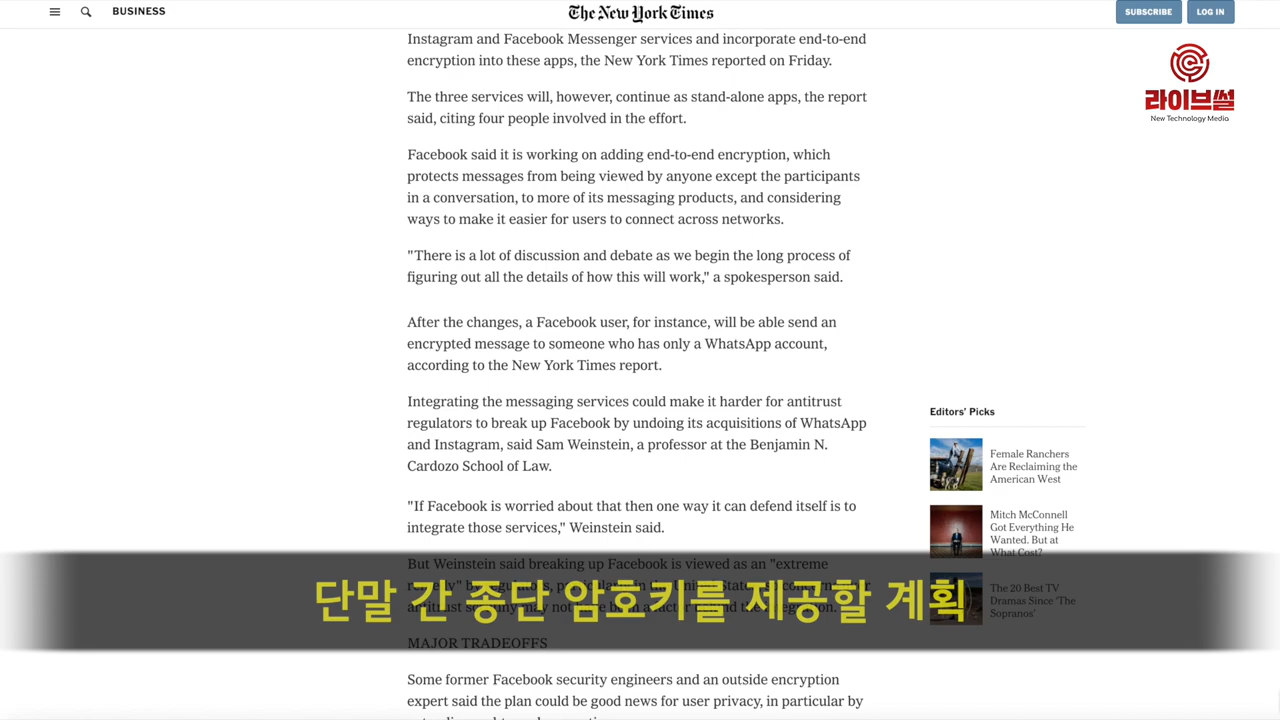 BUSINESS
The New York Times
SUBSCRIBE
LOG IN
라이브썰
New Technology Media
Instagram and Facebook Messenger services and incorporate end-to-end
encryption into these apps, the New York Times reported on Friday.
The three services will, however, continue as stand-alone apps, the report
said, citing four people involved in the effort.
Facebook said it is working on adding end-to-end encryption, which
protects messages from being viewed by anyone except the participants
in a conversation, to more of its messaging products, and considering
ways to make it easier for users to connect across networks.
"There is a lot of discussion and debate as we begin the long process of
figuring out all the details of how this will work," a spokesperson said.
After the changes, a Facebook user, for instance, will be able send an
encrypted message to someone who has only a WhatsApp account,
according to the New York Times report.
Integrating the messaging services could make it harder for antitrust
regulators to break up Facebook by undoing its acquisitions of WhatsApp
and Instagram, said Sam Weinstein, a professor at the Benjamin N.
Cardozo School of Law.
"If Facebook is worried about that then one way it can defend itself is to
integrate those services," Weinstein said.
But Weinstein said breaking up Facebook is viewed as an "extreme
단말 간 종단 암호키를 제공할 계획
MAJOR TRADEOFFS
Some former Facebook security engineers and an outside encryption
expert said the plan could be good news for user privacy, in particular by
Editors' Picks
Female Ranchers
Are Reclaiming the
American West
Mitch McConnell
Got Everything He
Wanted. But at
What Cost?
The 20 Best TV
Dramas Since 'The
Sopranos'